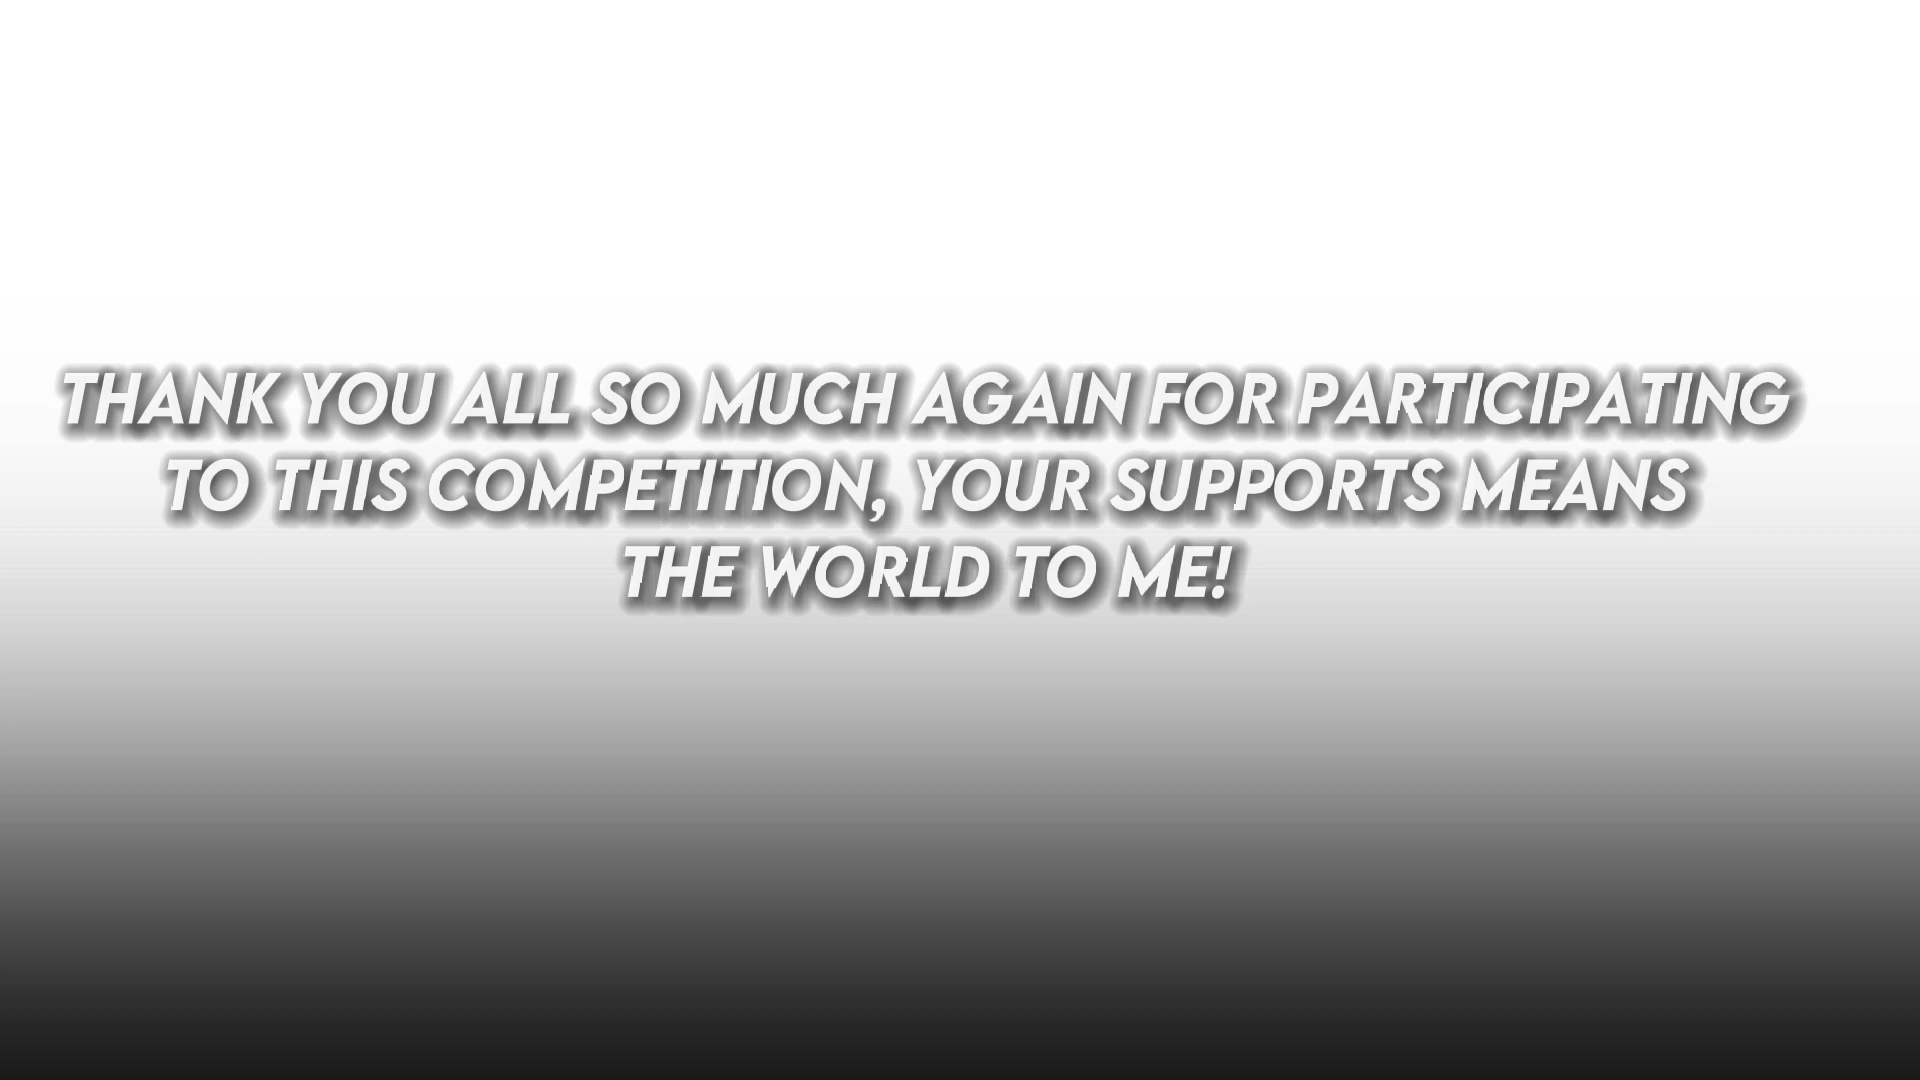 THANK YOU ALL SO MUCH AGAIN FOR PARTICIPATING
TO THIS COMPETITION, YOUR SUPPORTS MEANS
THE WORLD TO ME!